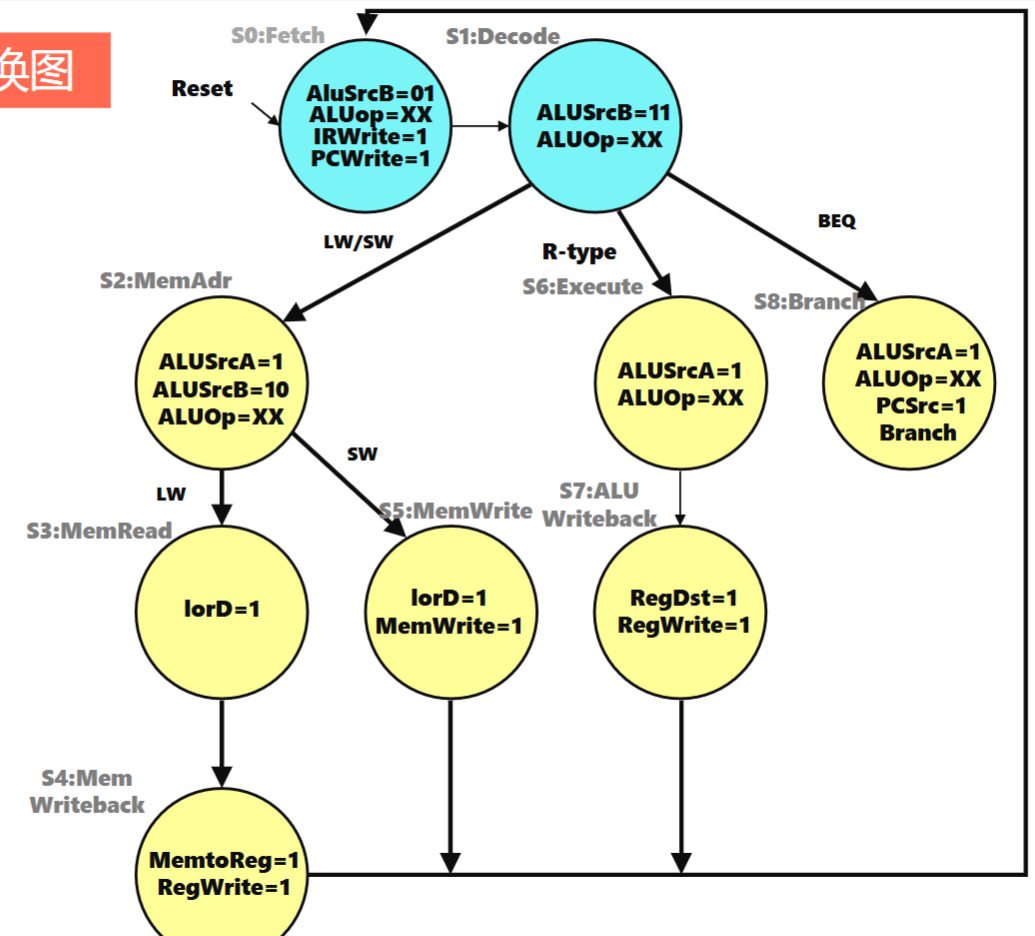 换图
S0:Fetch
S1:Decode
Reset
AluSrcB=01
ALUop=XX
IRWrite=1
PCWrite=1
ALUSrcB=11
ALUOp=XX
LW/SW
R-type
BEQ
S2:MemAdr
S6:Execute
S8:Branch
ALUSrcA=1
ALUSrcB=10
ALUOp=XX
ALUSrcA=1
ALUOp=XX
ALUSrcA=1
ALUOp=XX
PCSrc=1
Branch
LW
SW
S3:MemRead
S5:MemWrite
S7:ALU
Writeback
IorD=1
IorD=1
MemWrite=1
RegDst=1
RegWrite=1
S4:Mem
Writeback
MemtoReg=1
RegWrite=1